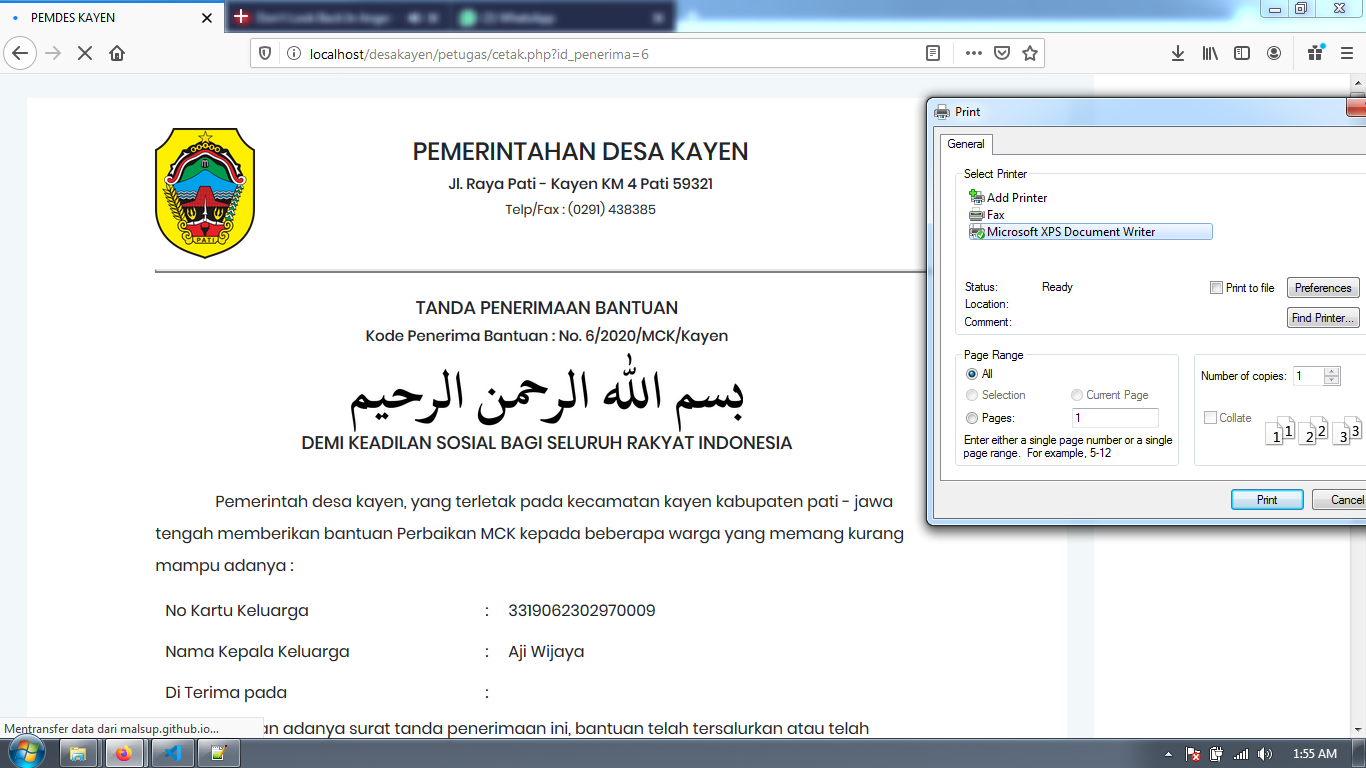 PEMDES KAYEN
Don't Look Back In Anger
(2) WhatsApp
localhost/desakayen/petugas/cetak.php?id_penerima=6
PATI
PEMERINTAHAN DESA KAYEN
Jl. Raya Pati - Kayen KM 4 Pati 59321
Telp/Fax : (0291) 438385
TANDA PENERIMAAN BANTUAN
Kode Penerima Bantuan : No. 6/2020/MCK/Kayen
بسم الله الرحمن الرحيم
DEMI KEADILAN SOSIAL BAGI SELURUH RAKYAT INDONESIA
Pemerintah desa kayen, yang terletak pada kecamatan kayen kabupaten pati - jawa
tengah memberikan bantuan Perbaikan MCK kepada beberapa warga yang memang kurang
mampu adanya :
No Kartu Keluarga : 3319062302970009
Nama Kepala Keluarga : Aji Wijaya
Di Terima pada :
an adanya surat tanda penerimaan ini, bantuan telah tersalurkan atau telah
Mentransfer data dari malsup.github.io...
Print
General
Select Printer
Add Printer
Fax
Microsoft XPS Document Writer
Status: Ready
Print to file
Preferences
Location:
Comment:
Find Printer...
Page Range
All
Selection
Current Page
Pages: 1
Enter either a single page number or a single
page range. For example, 5-12
Number of copies: 1
Collate
1 1 2 2 3 3
Print
Cancel
1:55 AM